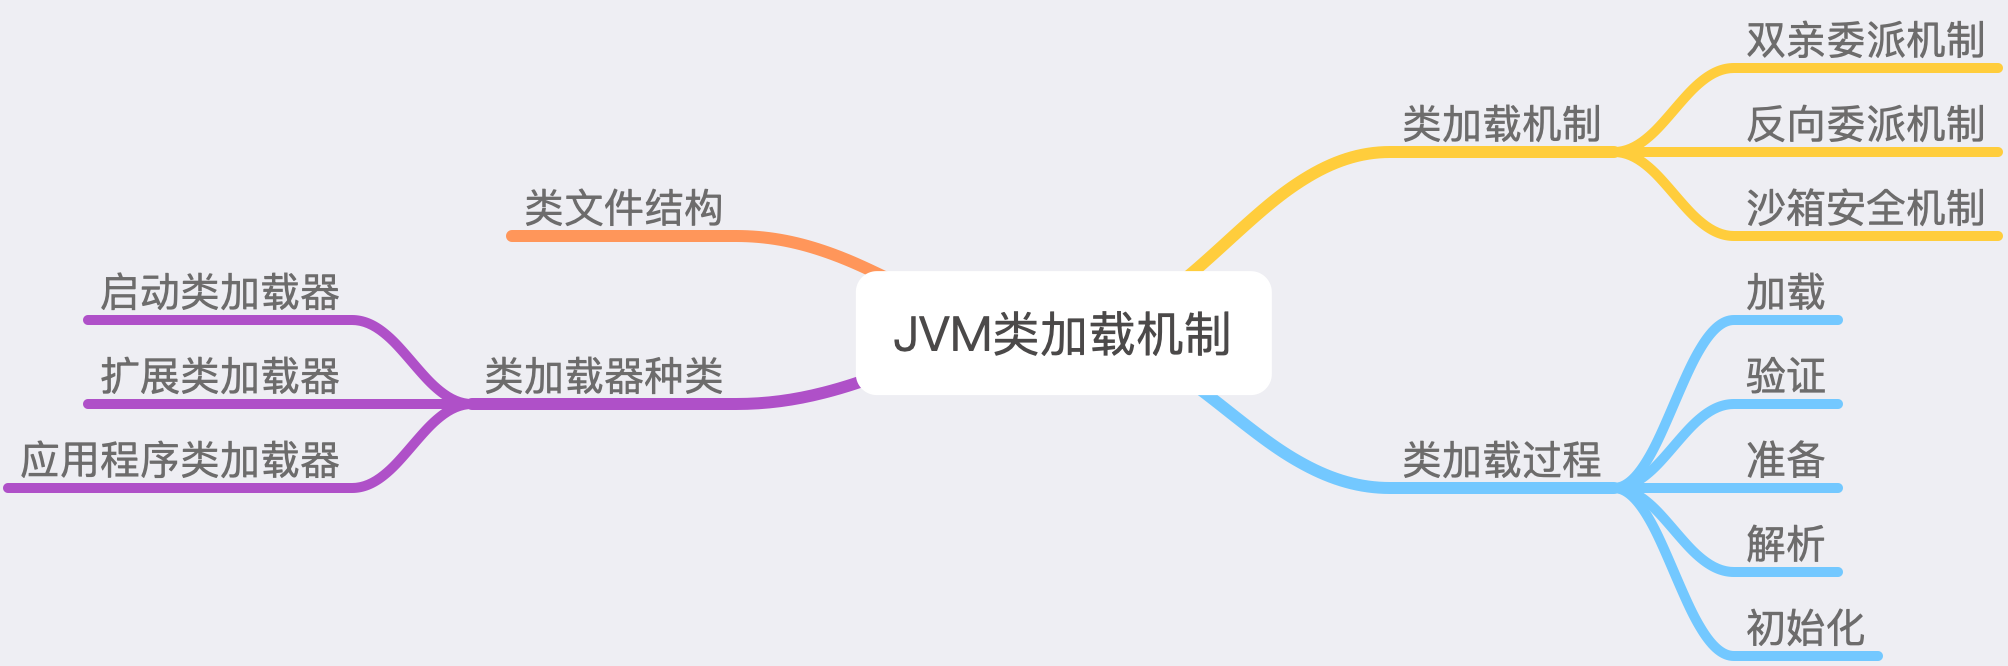 JVM类加载机制
类加载机制
双亲委派机制
反向委派机制
沙箱安全机制
类加载过程
加载
验证
准备
解析
初始化
类文件结构
类加载器种类
启动类加载器
扩展类加载器
应用程序类加载器